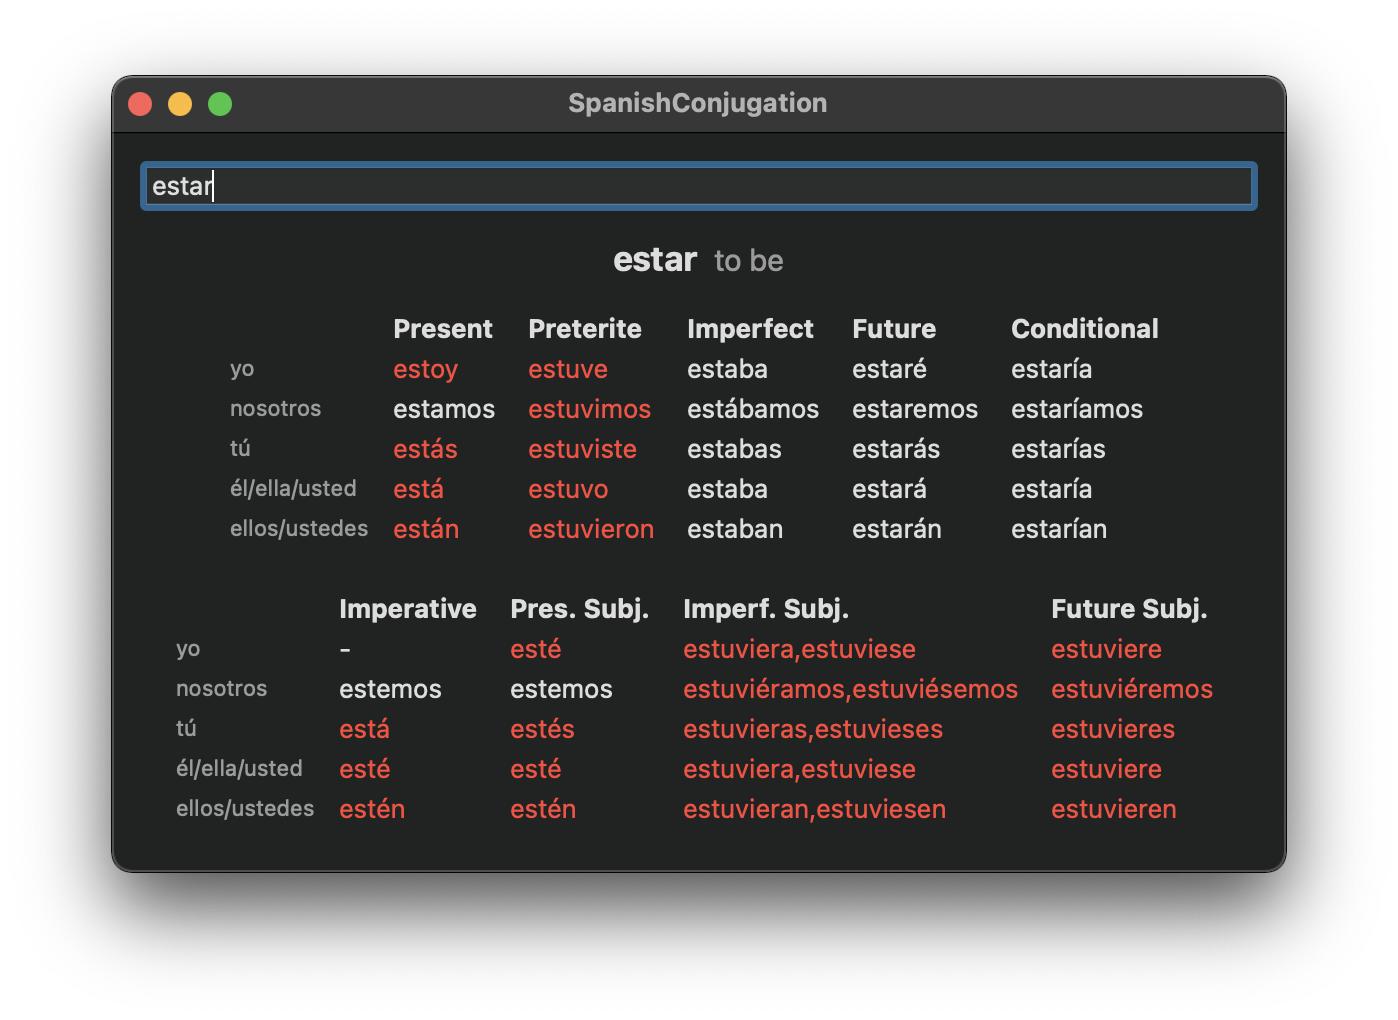 SpanishConjugation
estar
estar to be
Present Preterite Imperfect Future Conditional
yo estoy estuve estaba estaré estaría
nosotros estamos estuvimos estábamos estaremos estaríamos
tú estás estuviste estabas estarás estarías
él/ella/usted está estuvo estaba estará estaría
ellos/ustedes están estuvieron estaban estarán estarían
Imperative Pres. Subj. Imperf. Subj. Future Subj.
yo - esté estuviera,estuviese estuviere
nosotros estemos estemos estuviéramos,estuviésemos estuviéremos
tú está estés estuvieras,estuvieses estuvieres
él/ella/usted esté esté estuviera,estuviese estuviere
ellos/ustedes estén estén estuvieran,estuviesen estuvieren